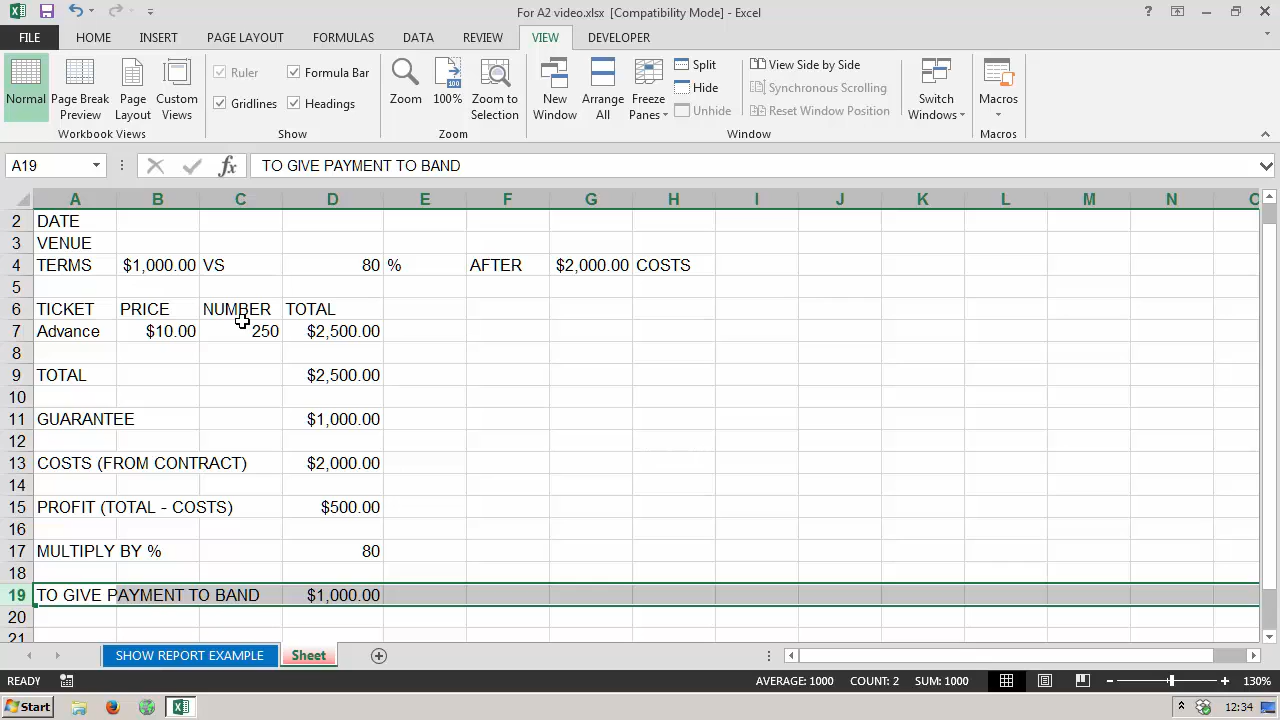 For A2 video.xlsx [Compatibility Mode] - Excel
FILE HOME INSERT PAGE LAYOUT FORMULAS DATA REVIEW VIEW DEVELOPER
Normal
Page Break Preview
Page Layout
Custom Views
Workbook Views
Ruler
Formula Bar
Gridlines
Headings
Show
Zoom
100
100%
Zoom to Selection
Zoom
New Window
Arrange All
Freeze Panes
Split
Hide
Unhide
View Side by Side
Synchronous Scrolling
Reset Window Position
Window
Switch Windows
Macros
Macros
A19 fx TO GIVE PAYMENT TO BAND
A B C D E F G H I J K L M N
2 DATE
3 VENUE
4 TERMS $1,000.00 VS 80 % AFTER $2,000.00 COSTS
5
6 TICKET PRICE NUMBER TOTAL
7 Advance $10.00 250 $2,500.00
8
9 TOTAL $2,500.00
10
11 GUARANTEE $1,000.00
12
13 COSTS (FROM CONTRACT) $2,000.00
14
15 PROFIT (TOTAL - COSTS) $500.00
16
17 MULTIPLY BY % 80
18
19 TO GIVE PAYMENT TO BAND $1,000.00
20
21
SHOW REPORT EXAMPLE Sheet
READY AVERAGE: 1000 COUNT: 2 SUM: 1000 130%
Start 12:34